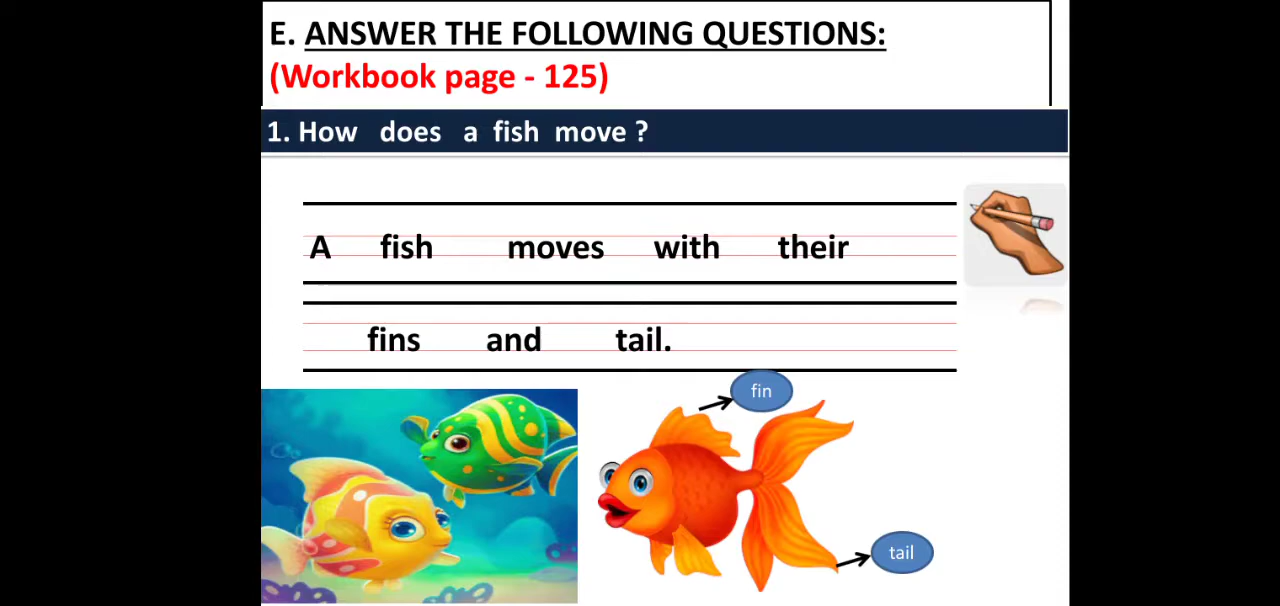 E. ANSWER THE FOLLOWING QUESTIONS:
(Workbook page - 125)
1. How does a fish move ?
A fish moves with their
fins and tail.
fin
tail